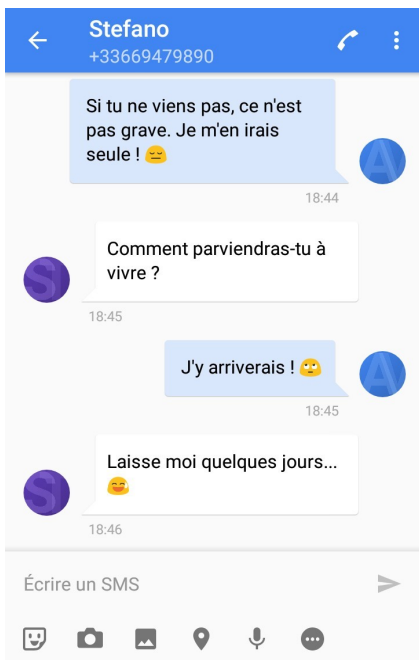 Stefano
+33669479890
Si tu ne viens pas, ce n'est
pas grave. Je m'en irais
seule ! 😔
18:44
Comment parviendras-tu à
vivre ?
18:45
J'y arriverais ! 🙄
18:45
Laisse moi quelques jours...
😅
18:46
Écrire un SMS